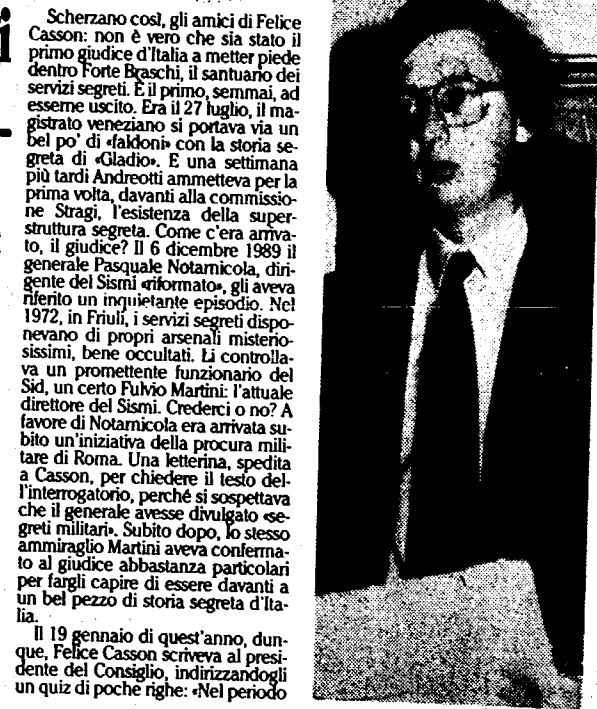 i
Scherzano così, gli amici di Felice
Casson: non è vero che sia stato il
primo giudice d'Italia a metter piede
dentro Forte Braschi, il santuario dei
servizi segreti. È il primo, semmai, ad
esserne uscito. Era il 27 luglio, il ma-
gistrato veneziano si portava via un
bel po' di «faldoni» con la storia se-
greta di «Gladio». E una settimana
più tardi Andreotti ammetteva per la
prima volta, davanti alla commissio-
ne Stragi, l'esistenza della super-
struttura segreta. Come c'era arriva-
to, il giudice? Il 6 dicembre 1989 il
generale Pasquale Notarnicola, diri-
gente del Sismi «riformato», gli aveva
riferito un inquietante episodio. Nel
1972, in Friuli, i servizi segreti dispo-
nevano di propri arsenali misterio-
sissimi, bene occultati. Li controlla-
va un promettente funzionario del
Sid, un certo Fulvio Martini: l'attuale
direttore del Sismi. Crederci o no? A
favore di Notarnicola era arrivata su-
bito un'iniziativa della procura mili-
tare di Roma. Una letterina, spedita
a Casson, per chiedere il testo del-
l'interrogatorio, perché si sospettava
che il generale avesse divulgato «se-
greti militari». Subito dopo, lo stesso
ammiraglio Martini aveva conferma-
to al giudice abbastanza particolari
per fargli capire di essere davanti a
un bel pezzo di storia segreta d'Ita-
lia.
Il 19 gennaio di quest'anno, dun-
que, Felice Casson scriveva al presi-
dente del Consiglio, indirizzandogli
un quiz di poche righe: «Nel periodo